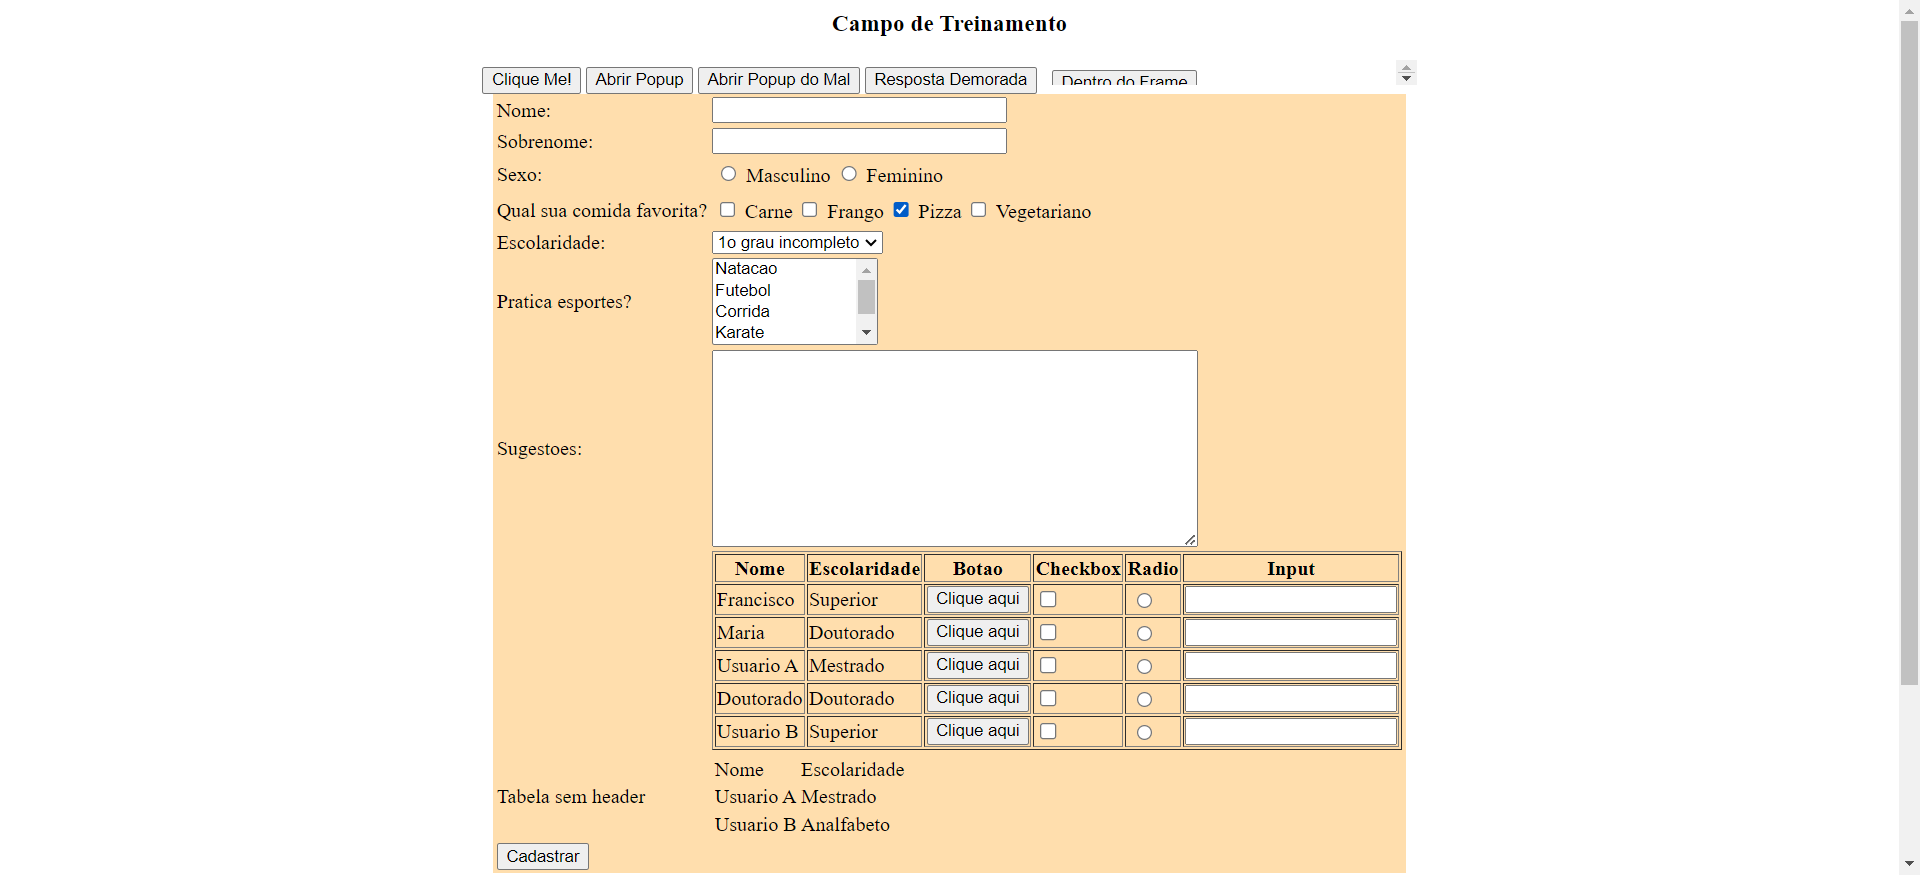 Campo de Treinamento
Clique Me! Abrir Popup Abrir Popup do Mal Resposta Demorada Dentro do Frame
Nome:
Sobrenome:
Sexo: Masculino Feminino
Qual sua comida favorita? Carne Frango Pizza Vegetariano
Escolaridade: 1o grau incompleto
Natacao
Futebol
Pratica esportes?
Corrida
Karate
Sugestoes:
Nome Escolaridade Botao Checkbox Radio Input
Francisco Superior Clique aqui
Maria Doutorado Clique aqui
Usuario A Mestrado Clique aqui
Doutorado Doutorado Clique aqui
Usuario B Superior Clique aqui
Nome Escolaridade
Tabela sem header Usuario A Mestrado
Usuario B Analfabeto
Cadastrar